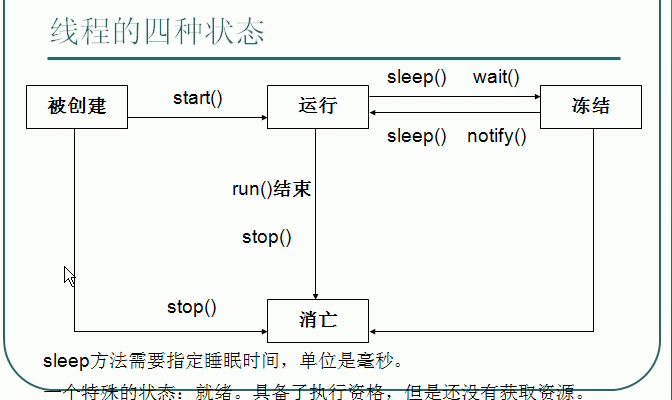 线程的四种状态
sleep() wait()
被创建 start() 运行 冻结
sleep() notify()
run()结束
stop()
stop() 消亡
sleep方法需要指定睡眠时间，单位是毫秒。
一个特殊的状态：就绪。具备了执行资格，但是还没有获取资源。